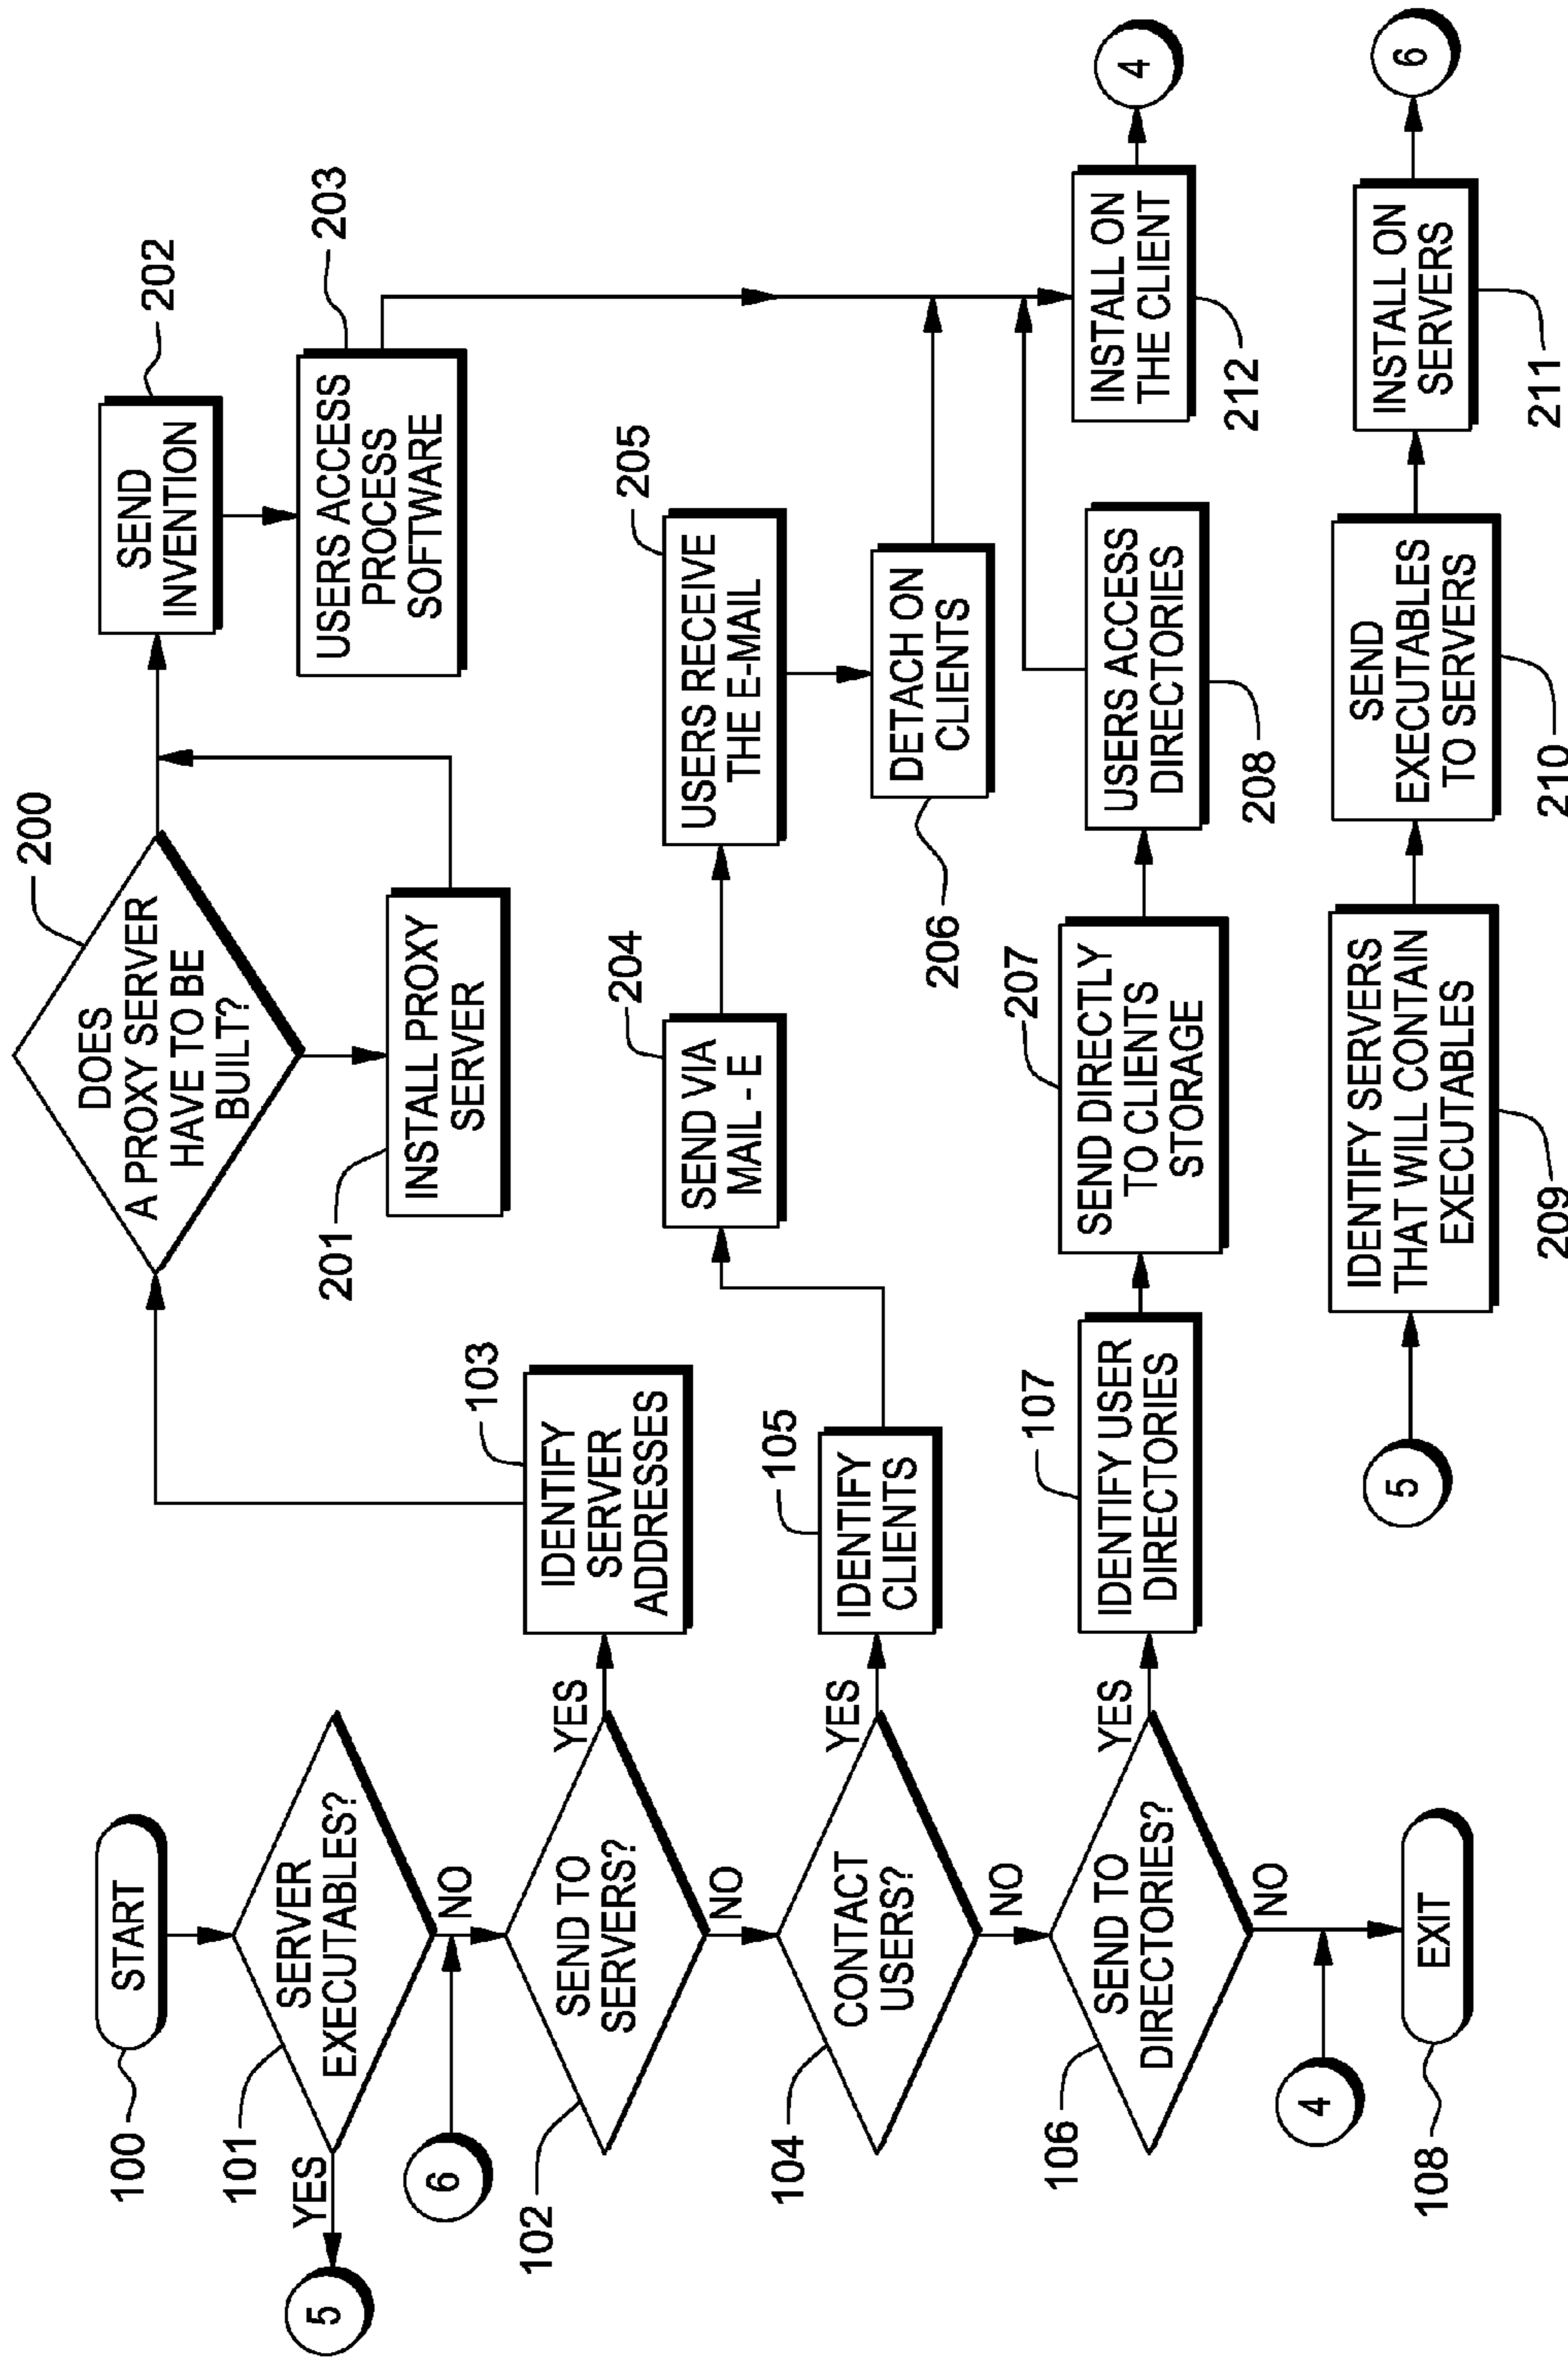 100
START
101
SERVER
EXECUTABLES?
YES
5
NO
6
102
SEND TO
SERVERS?
YES
NO
103
IDENTIFY
SERVER
ADDRESSES
104
CONTACT
USERS?
YES
NO
105
IDENTIFY
CLIENTS
106
SEND TO
DIRECTORIES?
YES
NO
107
IDENTIFY USER
DIRECTORIES
4
108
EXIT
200
DOES
A PROXY SERVER
HAVE TO BE
BUILT?
201
INSTALL PROXY
SERVER
202
SEND
INVENTION
203
USERS ACCESS
PROCESS
SOFTWARE
204
SEND VIA
MAIL - E
205
USERS RECEIVE
THE E-MAIL
206
DETACH ON
CLIENTS
207
SEND DIRECTLY
TO CLIENTS
STORAGE
208
USERS ACCESS
DIRECTORIES
212
INSTALL ON
THE CLIENT
4
5
209
IDENTIFY SERVERS
THAT WILL CONTAIN
EXECUTABLES
210
SEND
EXECUTABLES
TO SERVERS
211
INSTALL ON
SERVERS
6